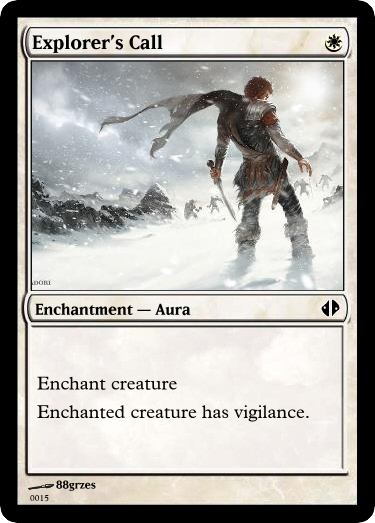 Explorer's Call
Enchantment — Aura
Enchant creature
Enchanted creature has vigilance.
88grzes
0015